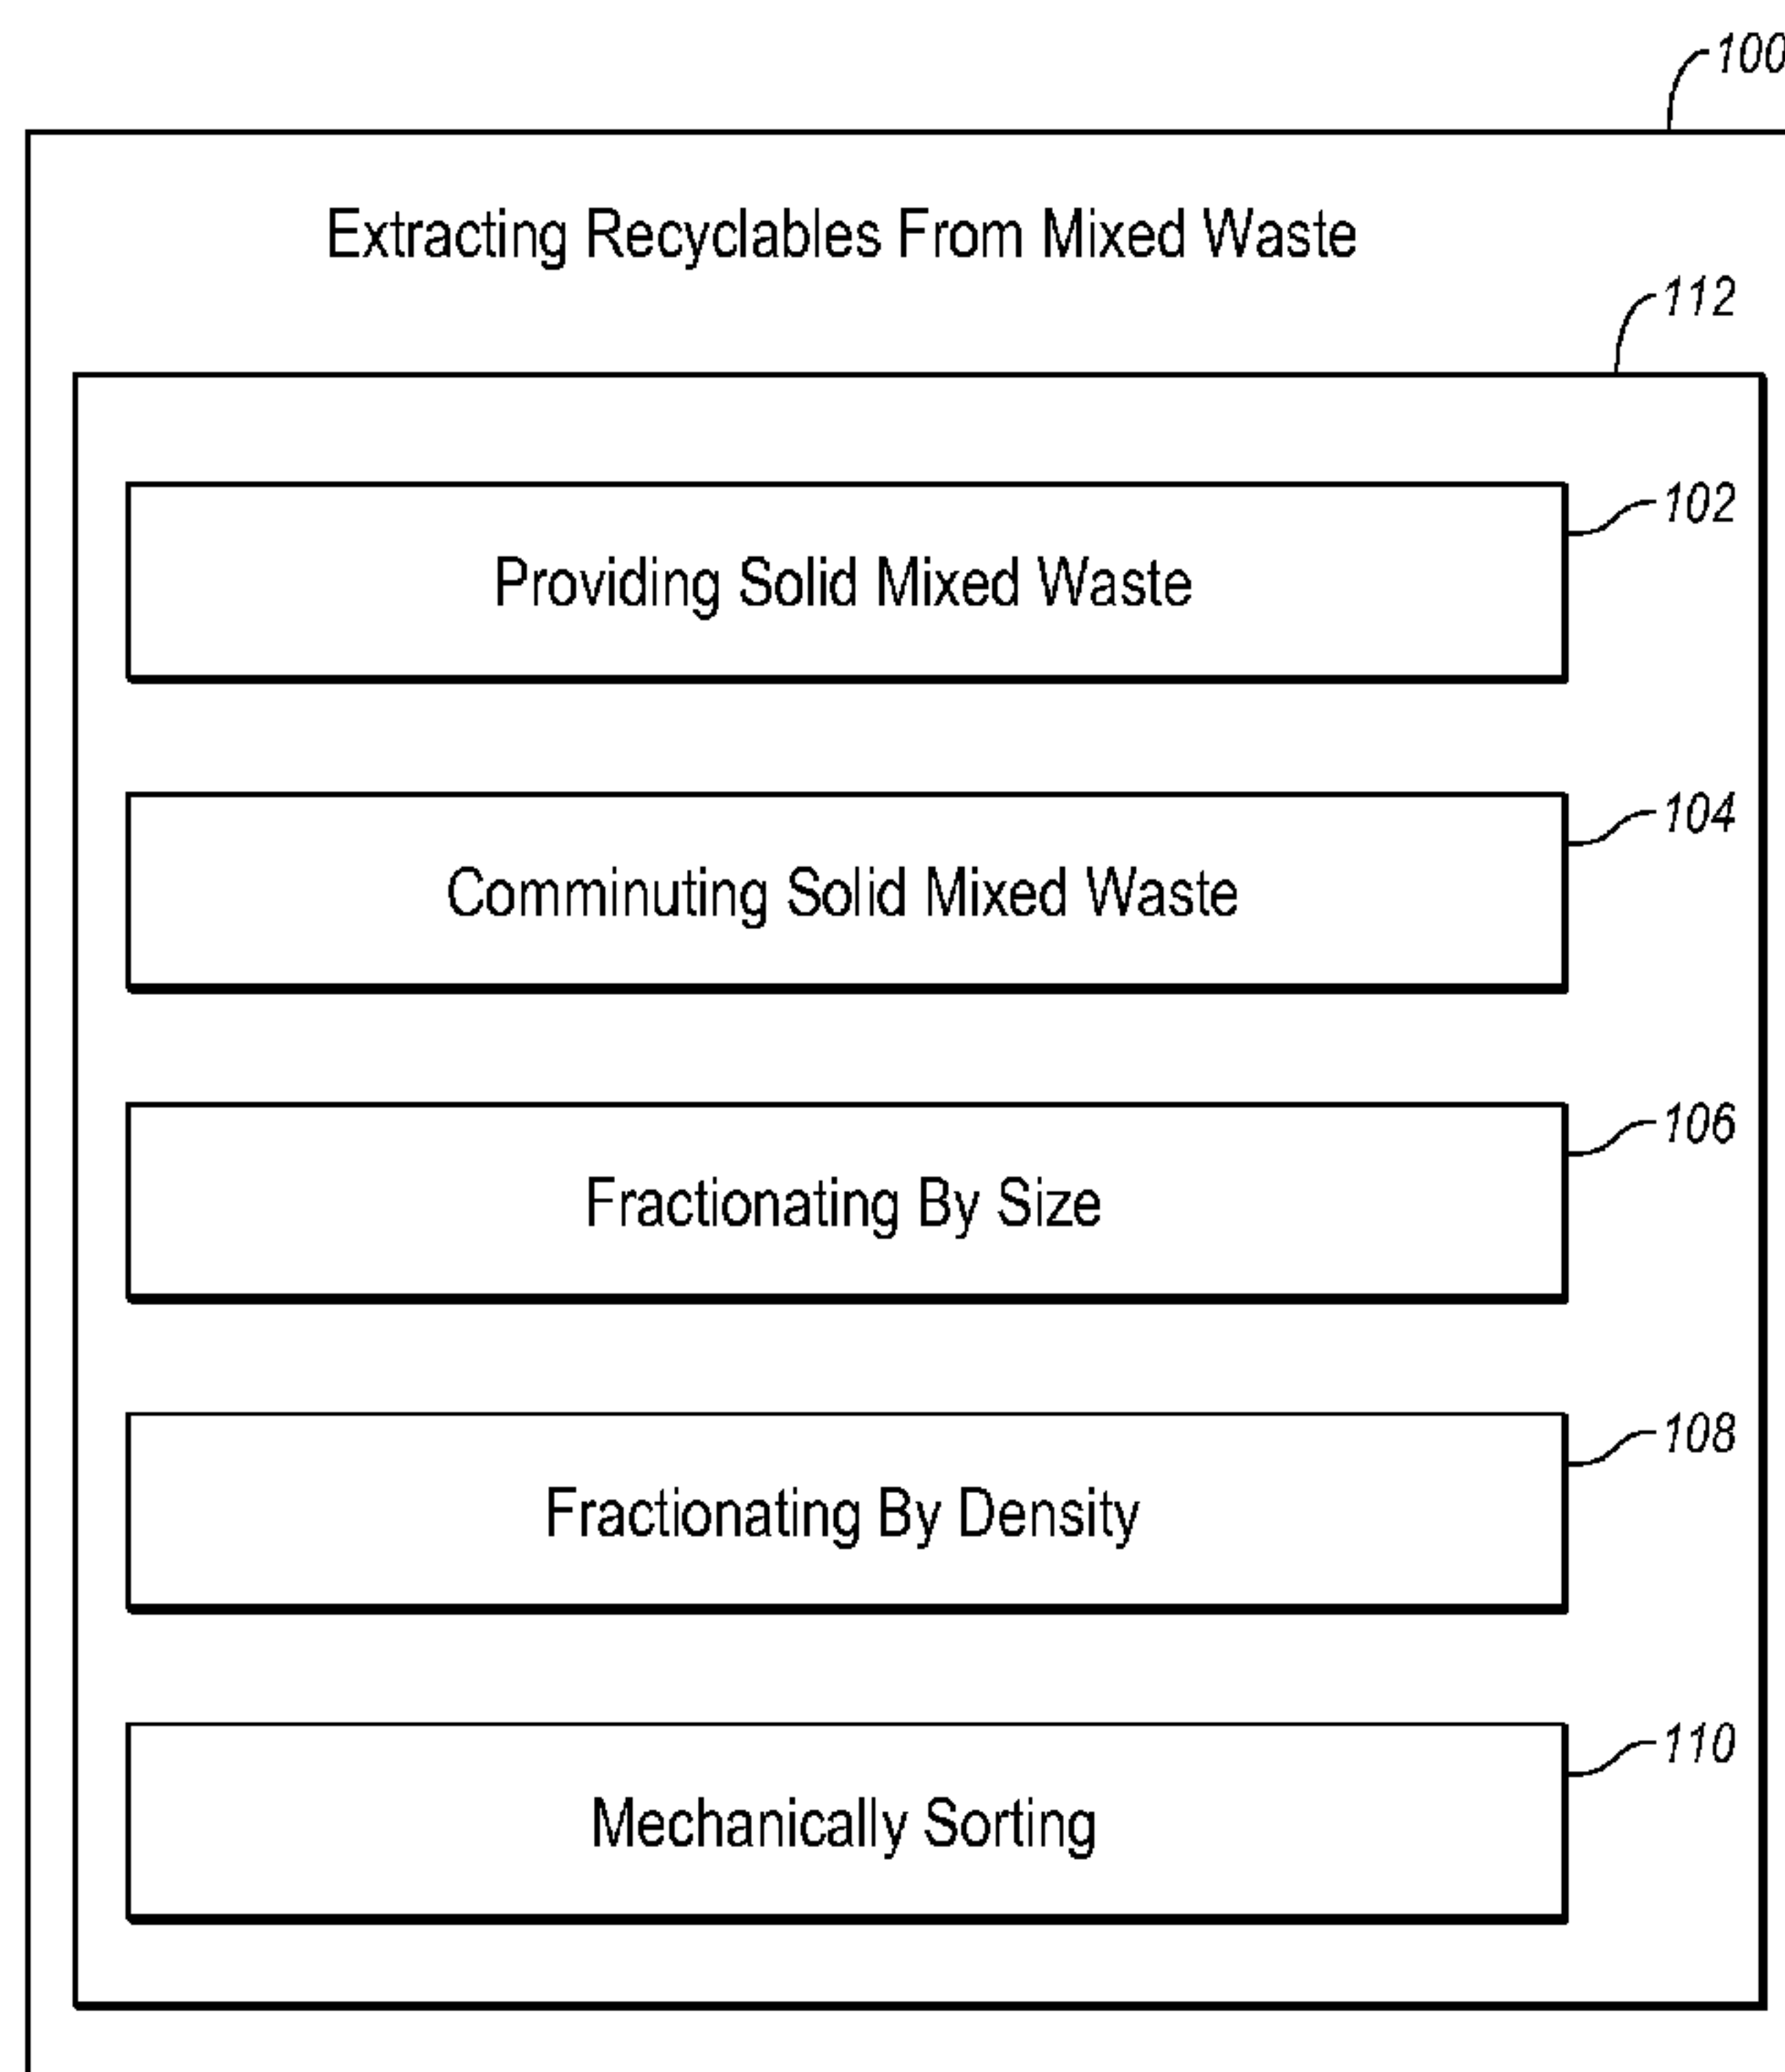 100
Extracting Recyclables From Mixed Waste
112
102
Providing Solid Mixed Waste
104
Comminuting Solid Mixed Waste
106
Fractionating By Size
108
Fractionating By Density
110
Mechanically Sorting